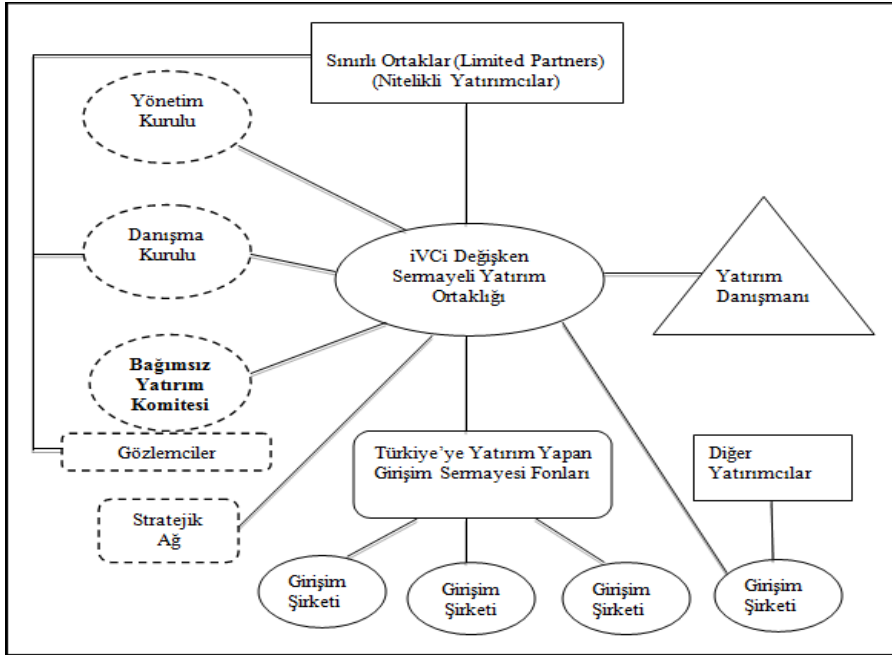 Sınırlı Ortaklar (Limited Partners)
(Nitelikli Yatırımcılar)
Yönetim
Kurulu
Danışma
Kurulu
iVCi Değişken
Sermayeli Yatırım
Ortaklığı
Yatırım
Danışmanı
Bağımsız
Yatırım
Komitesi
Gözlemciler
Türkiye’ye Yatırım Yapan
Girişim Sermayesi Fonları
Diğer
Yatırımcılar
Stratejik
Ağ
Girişim
Şirketi
Girişim
Şirketi
Girişim
Şirketi
Girişim
Şirketi